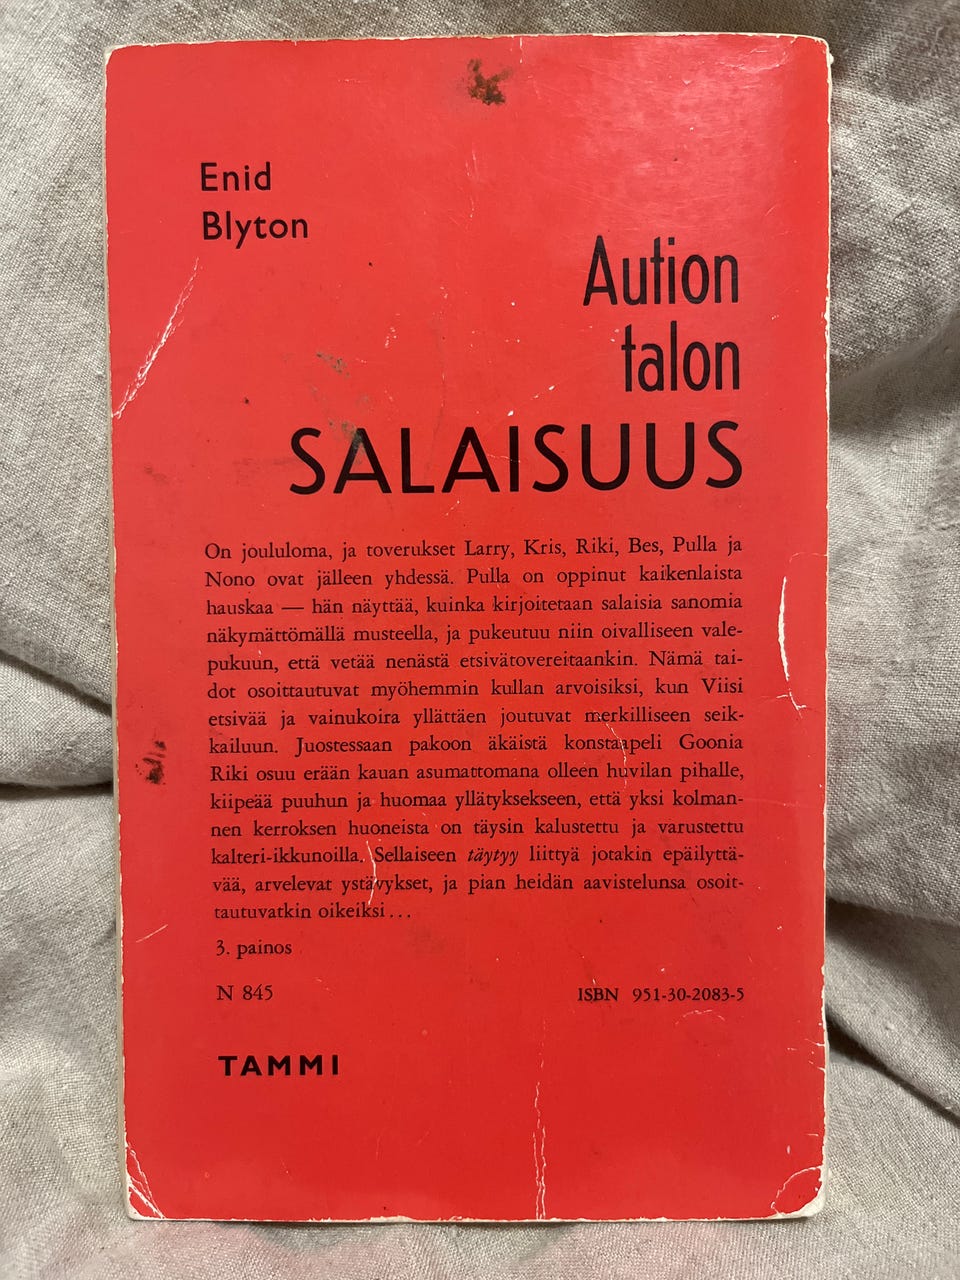 Enid
Blyton
Aution
talon
SALAISUUS
On joululoma, ja toverukset Larry, Kris, Riki, Bes, Pulla ja
Nono ovat jälleen yhdessä. Pulla on oppinut kaikenlaista
hauskaa — hän näyttää, kuinka kirjoitetaan salaisia sanomia
näkymättömällä musteella, ja pukeutuu niin oivalliseen vale-
pukuun, että vetää nenästä etsivätovereitaankin. Nämä tai-
dot osoittautuvat myöhemmin kullan arvoisiksi, kun Viisi
etsivää ja vainukoira yllättäen joutuvat merkilliseen seik-
kailuun. Juostessaan pakoon äkäistä konstaapeli Goonia
Riki osuu erään kauan asumattomana olleen huvilan pihalle,
kiipeää puuhun ja huomaa yllätyksekseen, että yksi kolman-
nen kerroksen huoneista on täysin kalustettu ja varustettu
kalteri-ikkunoilla. Sellaiseen täytyy liittyä jotakin epäilyttä-
vää, arvelevat ystävykset, ja pian heidän aavistelunsa osoit-
tautuvatkin oikeiksi...
3. painos
N 845
ISBN 951-30-2083-5
TAMMI